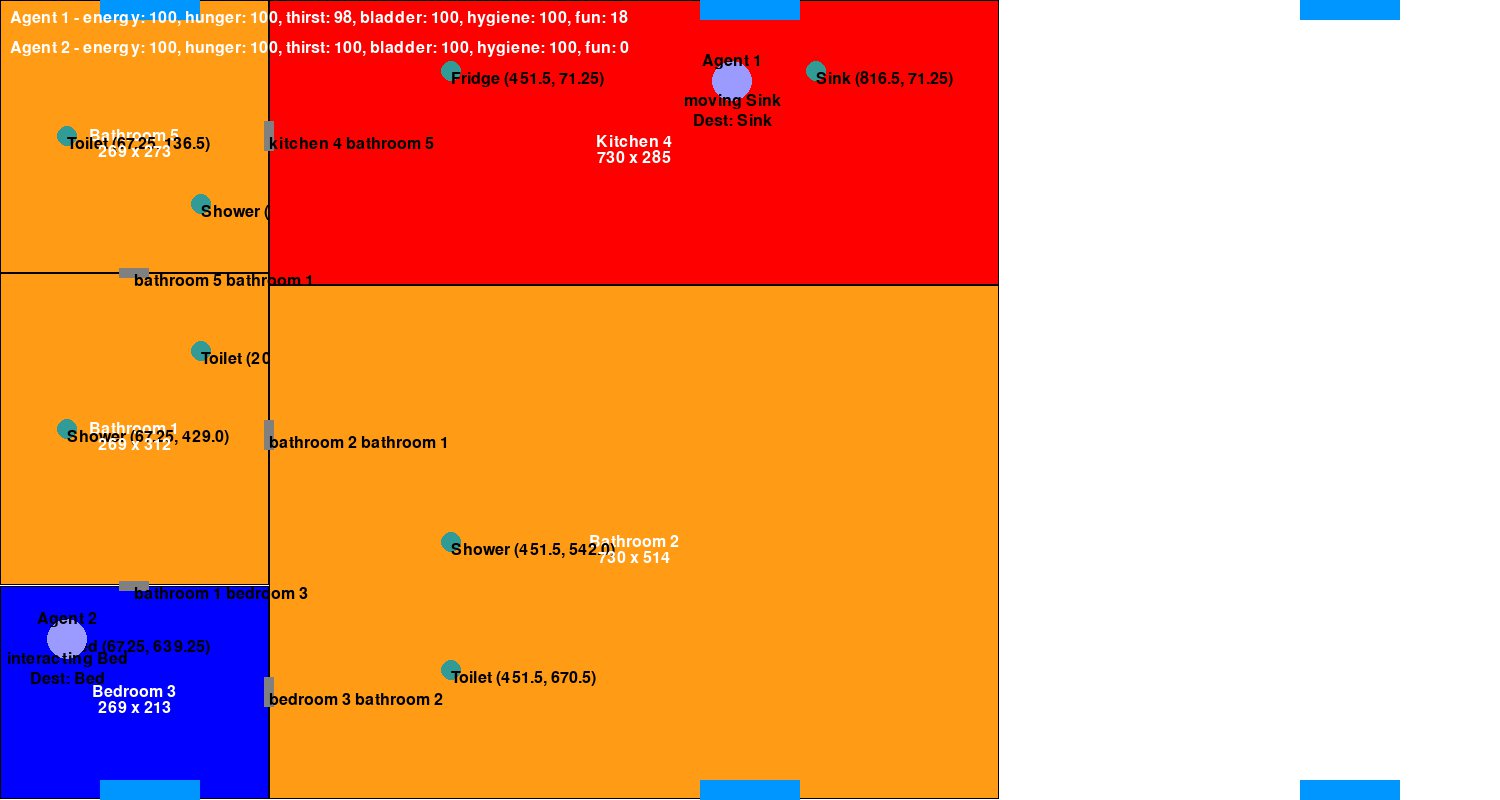 Agent 1 - energy: 100, hunger: 100, thirst: 98, bladder: 100, hygiene: 100, fun: 18
Agent 2 - energy: 100, hunger: 100, thirst: 100, bladder: 100, hygiene: 100, fun: 0
Agent 1
Fridge (451.5, 71.25)
Sink (816.5, 71.25)
moving Sink
Dest: Sink
Bathroom 5
Toilet (67.25, 136.5)
269 x 273
kitchen 4 bathroom 5
Kitchen 4
730 x 285
Shower (
bathroom 5 bathroom 1
Toilet (20
Bathroom 1
Shower (67.25, 429.0)
269 x 312
bathroom 2 bathroom 1
Shower (451.5, 542.0)
Bathroom 2
730 x 514
bathroom 1 bedroom 3
Agent 2
d (67.25, 639.25)
interacting Bed
Dest: Bed
Toilet (451.5, 670.5)
Bedroom 3
269 x 213
bedroom 3 bathroom 2